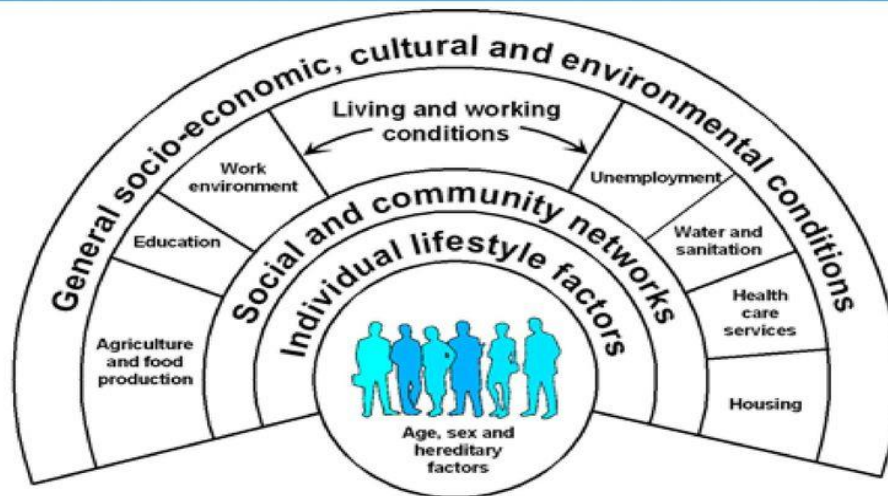 General socio-economic, cultural and environmental conditions
Living and working
conditions
Work
environment
Unemployment
Education
Water and
sanitation
Agriculture
and food
production
Health
care
services
Housing
Social and community networks
Individual lifestyle factors
Age, sex and
hereditary
factors